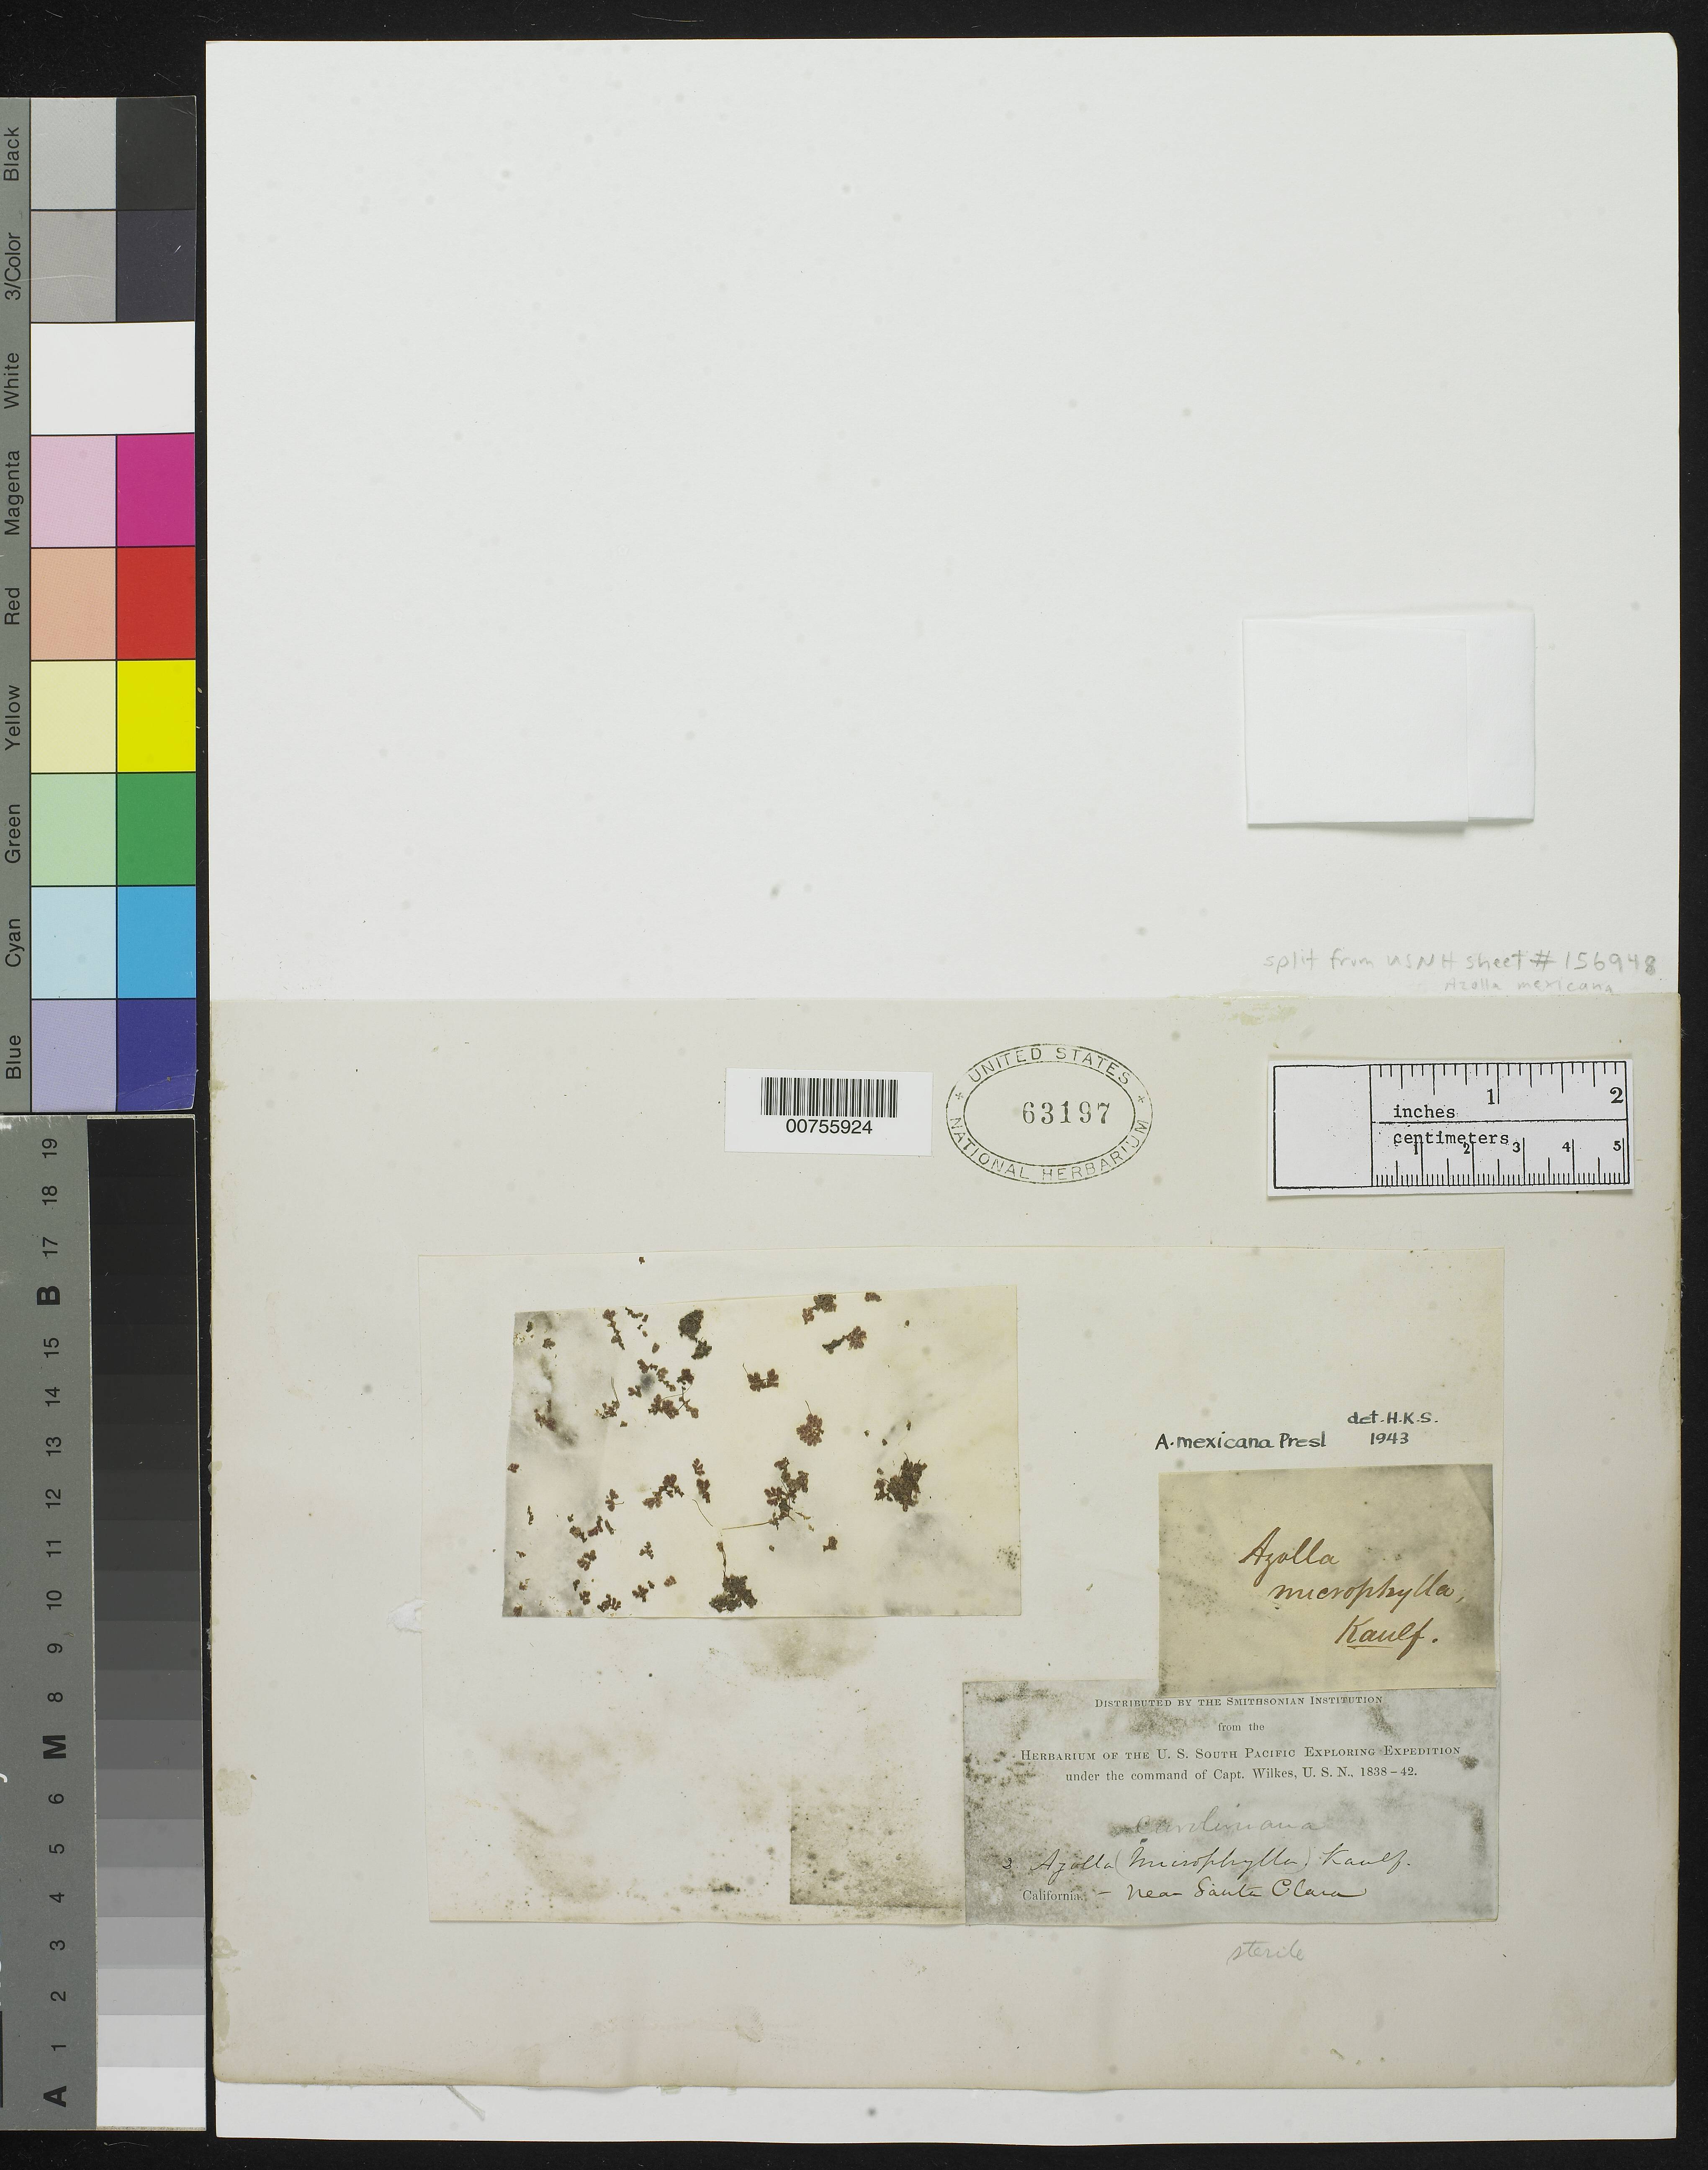 Black
3/Color
White
Magenta
Red
Yellow
Green
Cyan
Blue
19
18
17
B
15
14
13
12
11
10
9
8
M
6
5
4
3
2
1
A
split from USNH sheet # 156948
Azolla mexicana
00755924
UNITED STATES
63197
NATIONAL HERBARIUM
1 2
inches
centimeters
1 2 3 4 5
det. H.K.S.
A. mexicana Presl 1943
Azolla
microphylla,
Kaulf.
DISTRIBUTED BY THE SMITHSONIAN INSTITUTION
from the
HERBARIUM OF THE U. S. SOUTH PACIFIC EXPLORING EXPEDITION
under the command of Capt. Wilkes, U. S. N., 1838–42.
Caroliniana
Azolla (microphylla) Kaulf.
California. – near Santa Clara
sterile